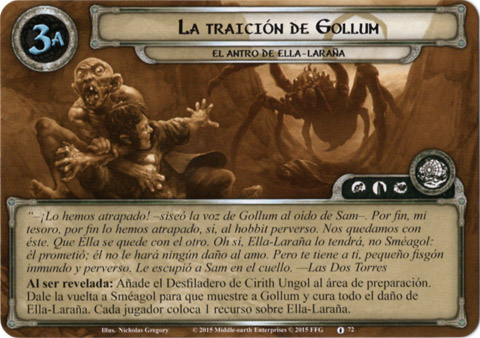 3A
LA TRAICIÓN DE GOLLUM
EL ANTRO DE ELLA-LARAÑA
"–¡Lo hemos atrapado! –siseó la voz de Gollum al oído de Sam–. Por fin, mi
tesoro, por fin lo hemos atrapado, sí, al hobbit perverso. Nos quedamos con
éste. Que Ella se quede con el otro. Oh sí, Ella-Laraña lo tendrá, no Sméagol:
él prometió; él no le hará ningún daño al amo. Pero te tiene a ti, pequeño fisgón
inmundo y perverso. Le escupió a Sam en el cuello. —Las Dos Torres
Al ser revelada: Añade el Desfiladero de Cirith Ungol al área de preparación.
Dale la vuelta a Sméagol para que muestre a Gollum y cura todo el daño de
Ella-Laraña. Cada jugador coloca 1 recurso sobre Ella-Laraña.
Illus. Nicholas Gregory © 2015 Middle-earth Enterprises © 2015 FFG 72